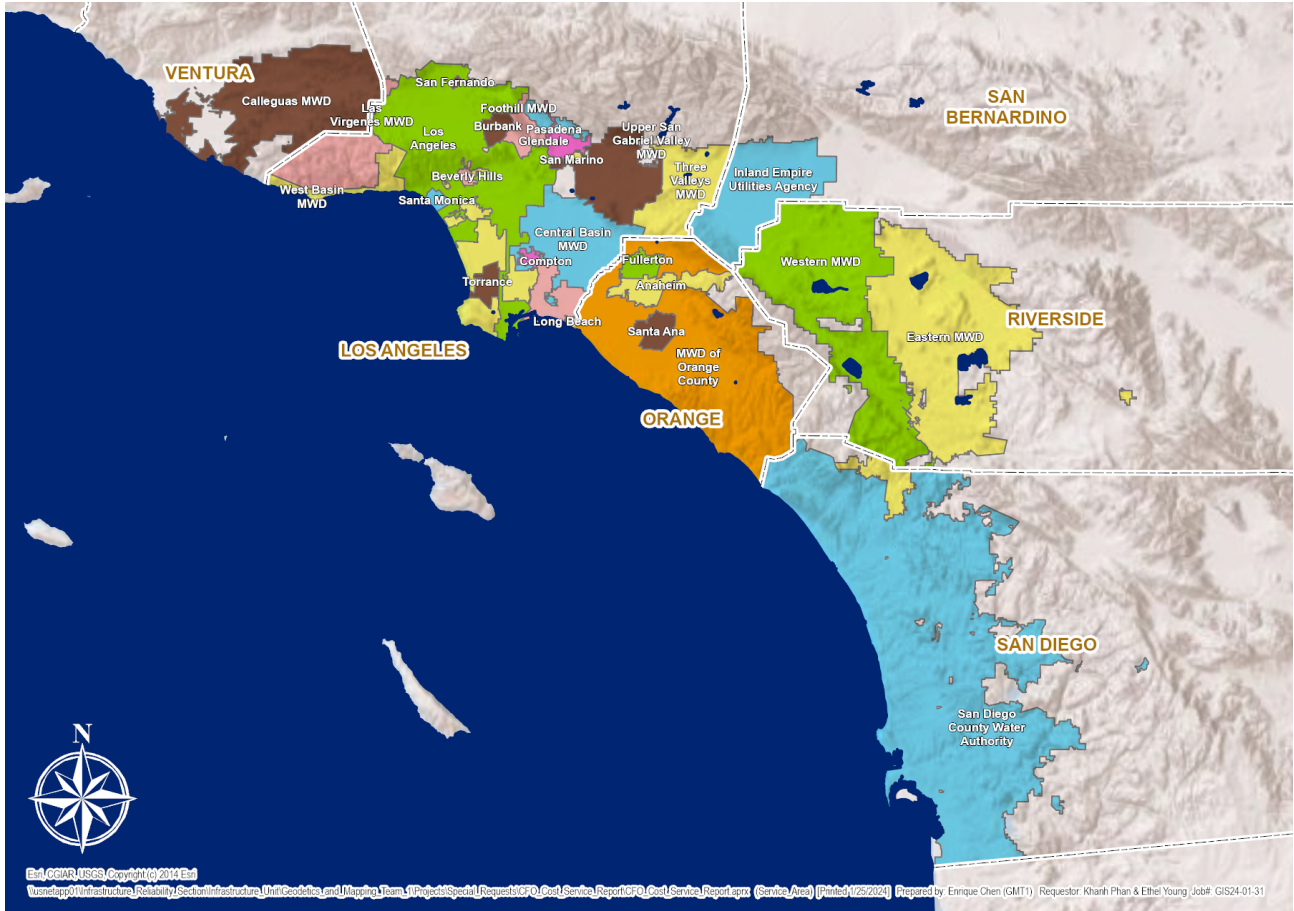 VENTURA
Calleguas MWD
Las
Virgenes MWD
San Fernando
Los
Angeles
Foothill MWD
Burbank
Pasadena
Glendale
San Marino
Upper San
Gabriel Valley
MWD
Three
Valleys
MWD
SAN
BERNARDINO
Inland Empire
Utilities Agency
West Basin
MWD
Beverly Hills
Santa Monica
Central Basin
MWD
Compton
Torrance
Long Beach
Fullerton
Anaheim
Santa Ana
MWD of
Orange
County
Western MWD
Eastern MWD
RIVERSIDE
LOS ANGELES
ORANGE
SAN DIEGO
San Diego
County Water
Authority
N
Esri, CGIAR, USGS, Copyright (c) 2014 Esri
\\usnetapp01\Infrastructure_Reliability_Section\Infrastructure_Unit\Geodetics_and_Mapping_Team_1\Projects\Special_Requests\CFO_Cost_Service_Report\CFO_Cost_Service_Report.aprx (Service_Area) [Printed 1/25/2024] Prepared by: Enrique Chen (GMT1) Requestor: Khanh Phan & Ethel Young Job#: GIS24-01-31